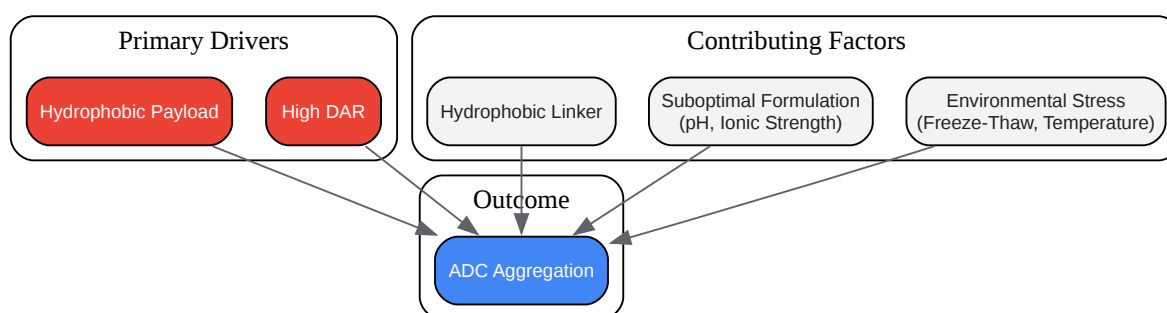 Primary Drivers
Contributing Factors
Hydrophobic Payload
High DAR
Hydrophobic Linker
Suboptimal Formulation
(pH, Ionic Strength)
Environmental Stress
(Freeze-Thaw, Temperature)
Outcome
ADC Aggregation